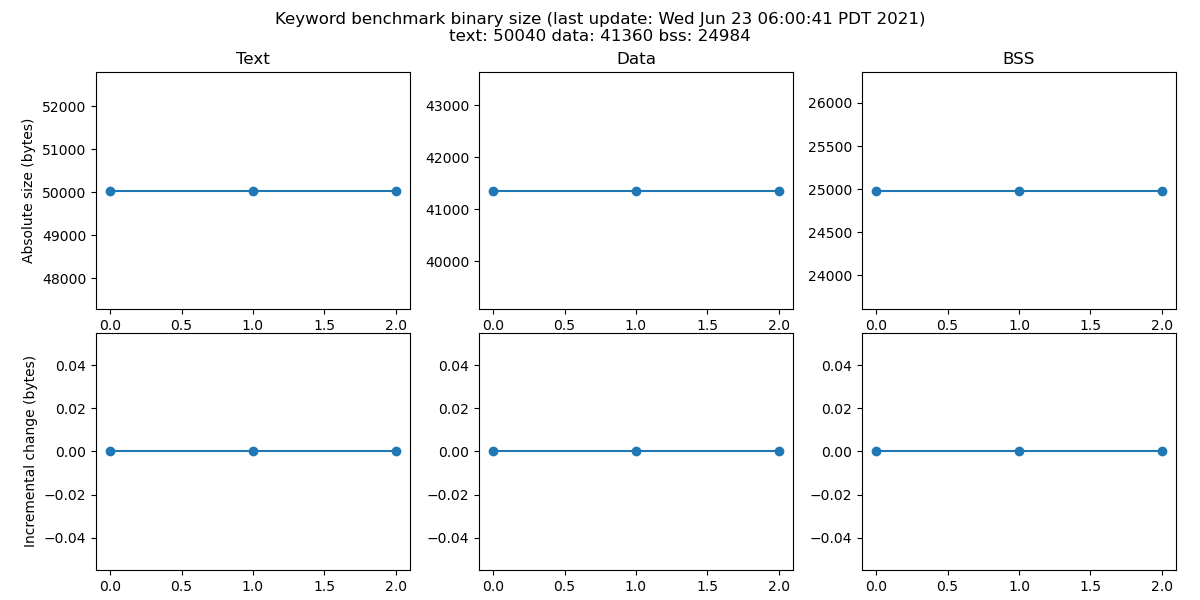 Keyword benchmark binary size (last update: Wed Jun 23 06:00:41 PDT 2021)
text: 50040 data: 41360 bss: 24984
Text
Data
BSS
Absolute size (bytes)
52000
51000
50000
49000
48000
0.0 0.5 1.0 1.5 2.0
43000
42000
41000
40000
0.0 0.5 1.0 1.5 2.0
26000
25500
25000
24500
24000
0.0 0.5 1.0 1.5 2.0
Incremental change (bytes)
0.04
0.02
0.00
−0.02
−0.04
0.0 0.5 1.0 1.5 2.0
0.04
0.02
0.00
−0.02
−0.04
0.0 0.5 1.0 1.5 2.0
0.04
0.02
0.00
−0.02
−0.04
0.0 0.5 1.0 1.5 2.0